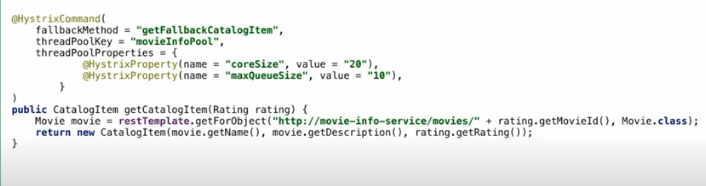 @HystrixCommand(
    fallbackMethod = "getFallbackCatalogItem",
    threadPoolKey = "movieInfoPool",
    threadPoolProperties = {
            @HystrixProperty(name = "coreSize", value = "20"),
            @HystrixProperty(name = "maxQueueSize", value = "10"),
        }
)
public CatalogItem getCatalogItem(Rating rating) {
    Movie movie = restTemplate.getForObject("http://movie-info-service/movies/" + rating.getMovieId(), Movie.class);
    return new CatalogItem(movie.getName(), movie.getDescription(), rating.getRating());
}